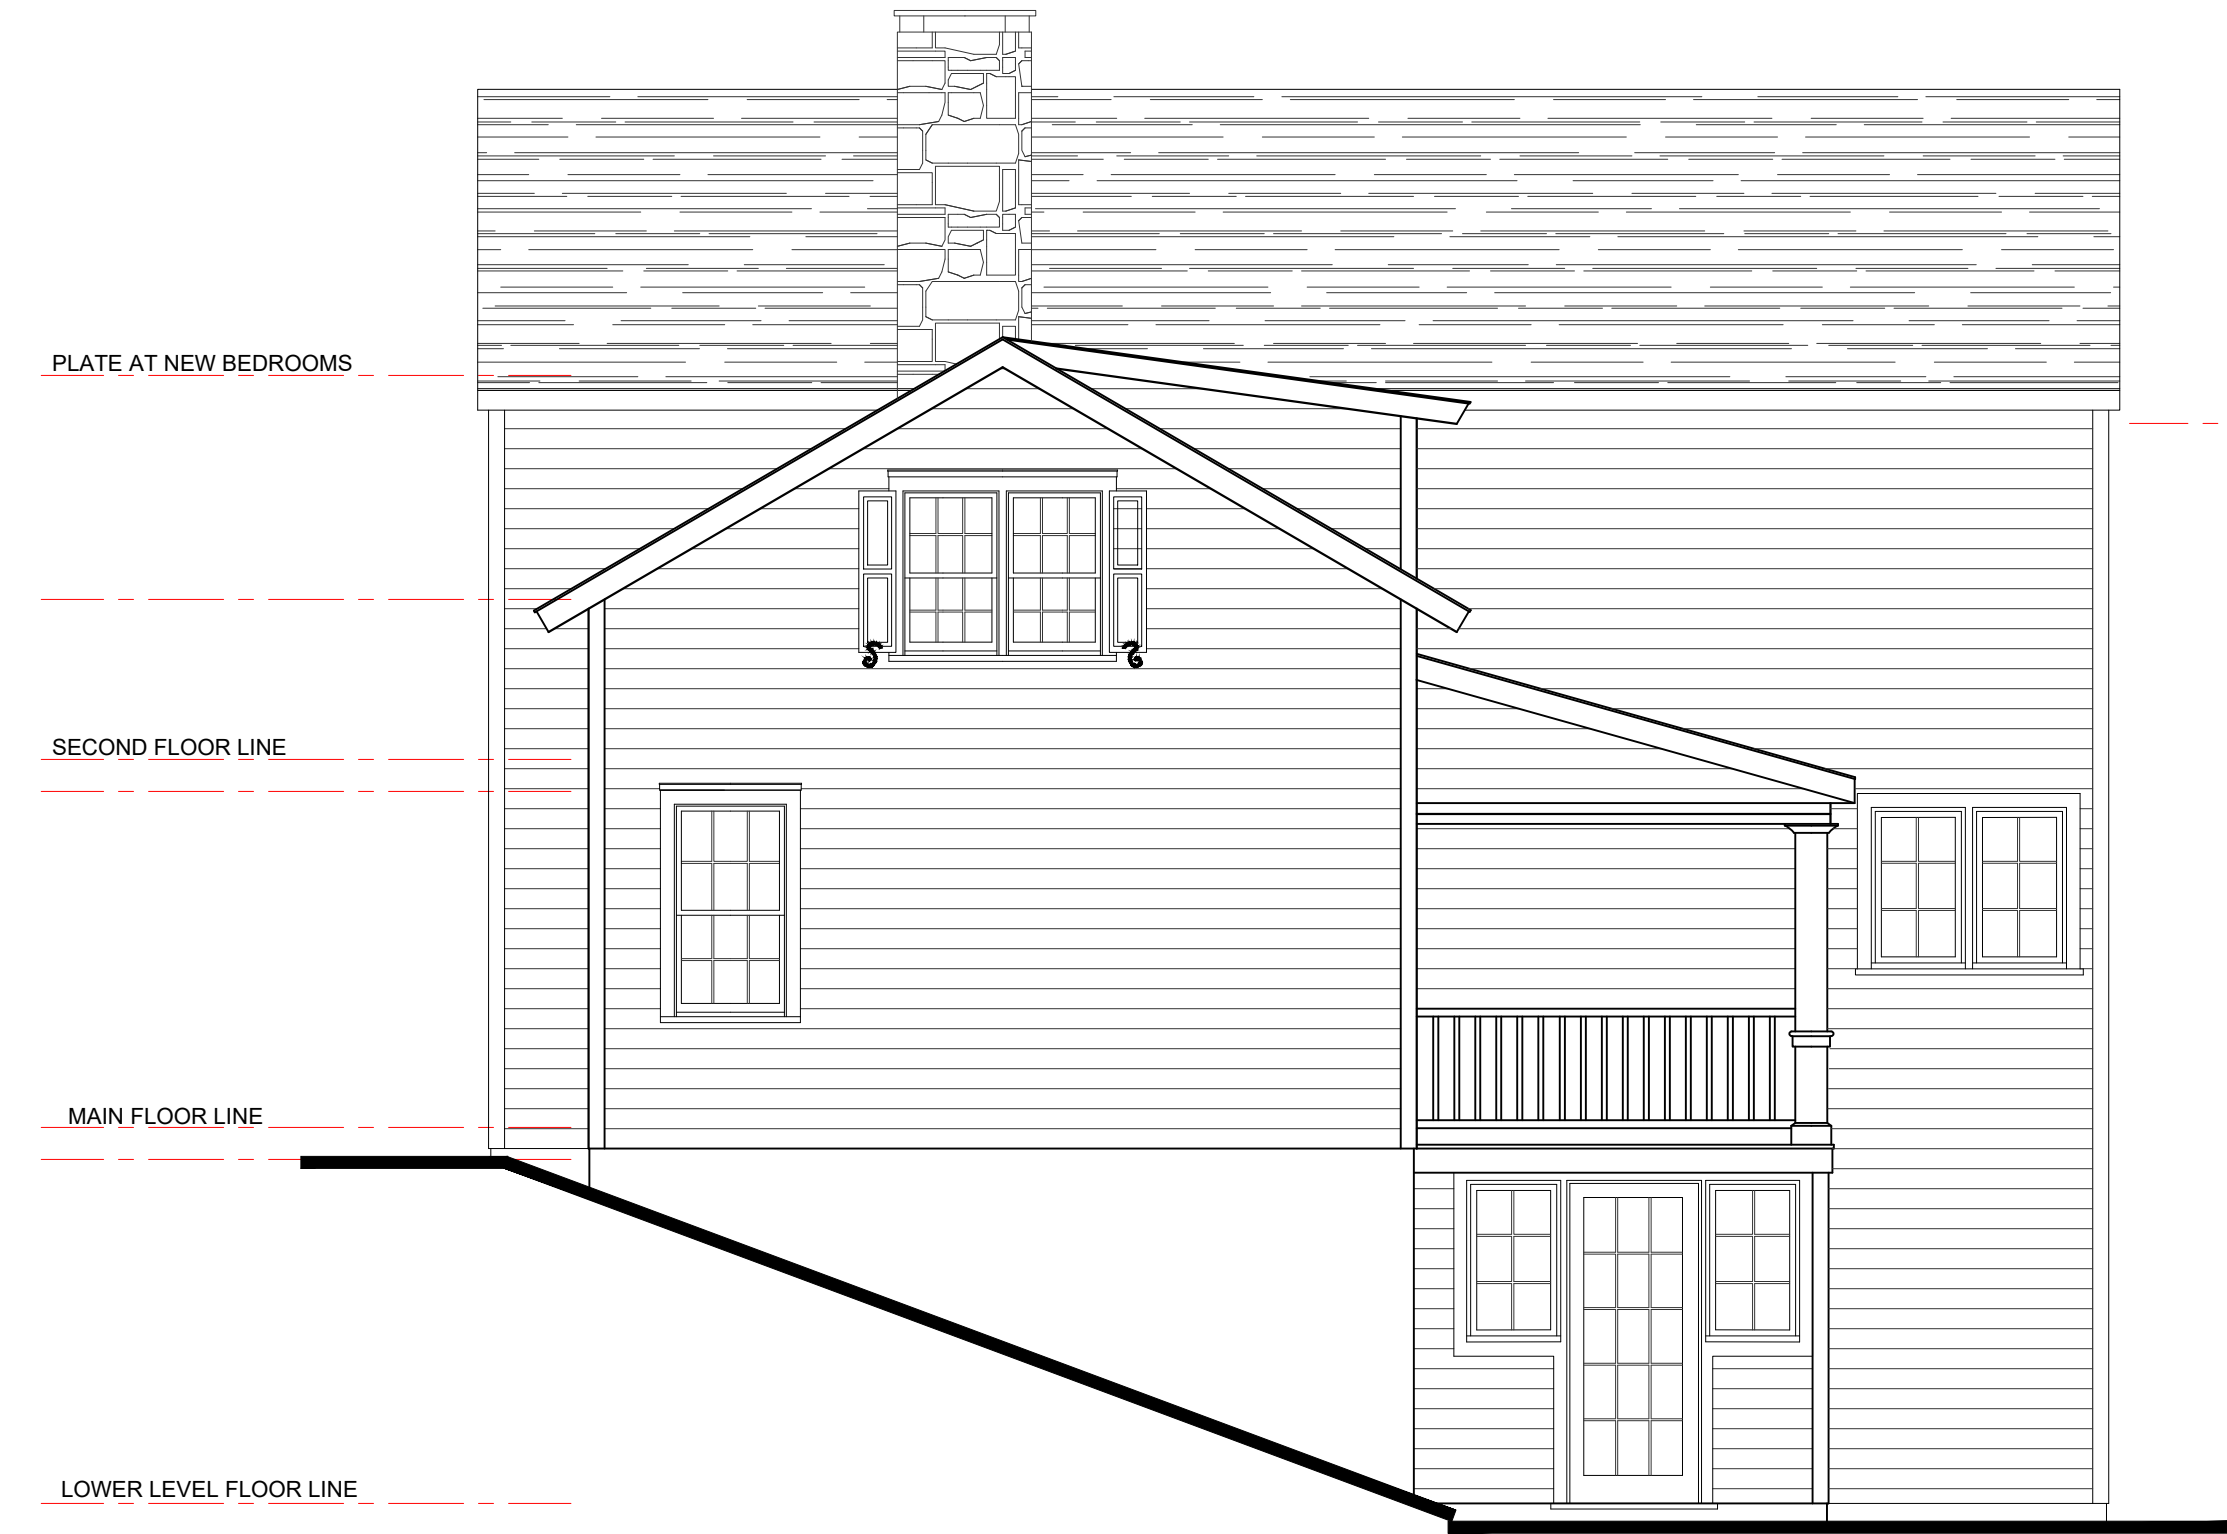 PLATE AT NEW BEDROOMS
SECOND FLOOR LINE
MAIN FLOOR LINE
LOWER LEVEL FLOOR LINE